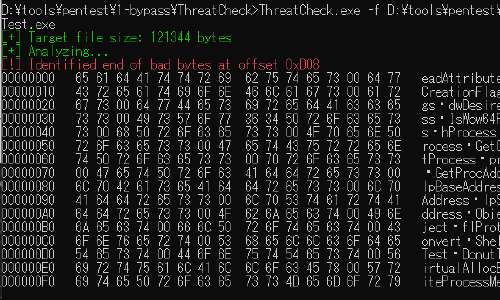 D:\tools\pentest\1-bypass\ThreatCheck>ThreatCheck.exe -f D:\tools\pentest\
Test.exe
[+] Target file size: 121344 bytes
[+] Analyzing...
[!] Identified end of bad bytes at offset 0xD08
00000000 65 61 64 41 74 74 72 69 62 75 74 65 73 00 64 77 eadAttribute
00000010 43 72 65 61 74 69 6F 6E 46 6C 61 67 73 00 CreationFlag
00000020 67 73 00 64 77 44 65 73 69 72 65 64 41 63 63 65 gs·dwDesire
00000030 73 73 00 49 73 57 6F 77 36 34 50 72 6F 63 65 73 ss·IsWow64P
00000040 73 00 68 50 72 6F 63 65 73 73 00 4F 70 65 6E 50 s·hProcess·
00000050 72 6F 63 65 73 73 00 47 65 74 43 75 72 72 65 6E rocess·GetC
00000060 74 50 72 6F 63 65 73 73 00 70 72 6F 63 65 73 73 tProcess·pr
00000070 00 47 65 74 50 72 6F 63 41 64 64 72 65 73 73 00 ·GetProcAdd
00000080 6C 70 42 61 73 65 41 64 64 72 65 73 73 00 6C 70 lpBaseAddres
00000090 41 64 64 72 65 73 73 00 6C 70 53 74 61 72 74 41 Address·lpS
000000A0 64 64 72 65 73 73 00 4F 62 6A 65 63 74 00 49 6E ddress·Obje
000000B0 6A 65 63 74 00 66 6C 50 72 6F 74 65 63 74 00 43 ject·flProt
000000C0 6F 6E 76 65 72 74 00 53 68 65 6C 6C 63 6F 64 65 onvert·Shel
000000D0 54 65 73 74 00 44 6F 6E 75 74 54 65 73 74 00 56 Test·DonutT
000000E0 69 72 74 75 61 6C 41 6C 6C 6F 63 45 78 00 57 72 irtualAlloc
000000F0 69 74 65 50 72 6F 63 65 73 73 4D 65 6D 6F 72 79 iteProcessMe